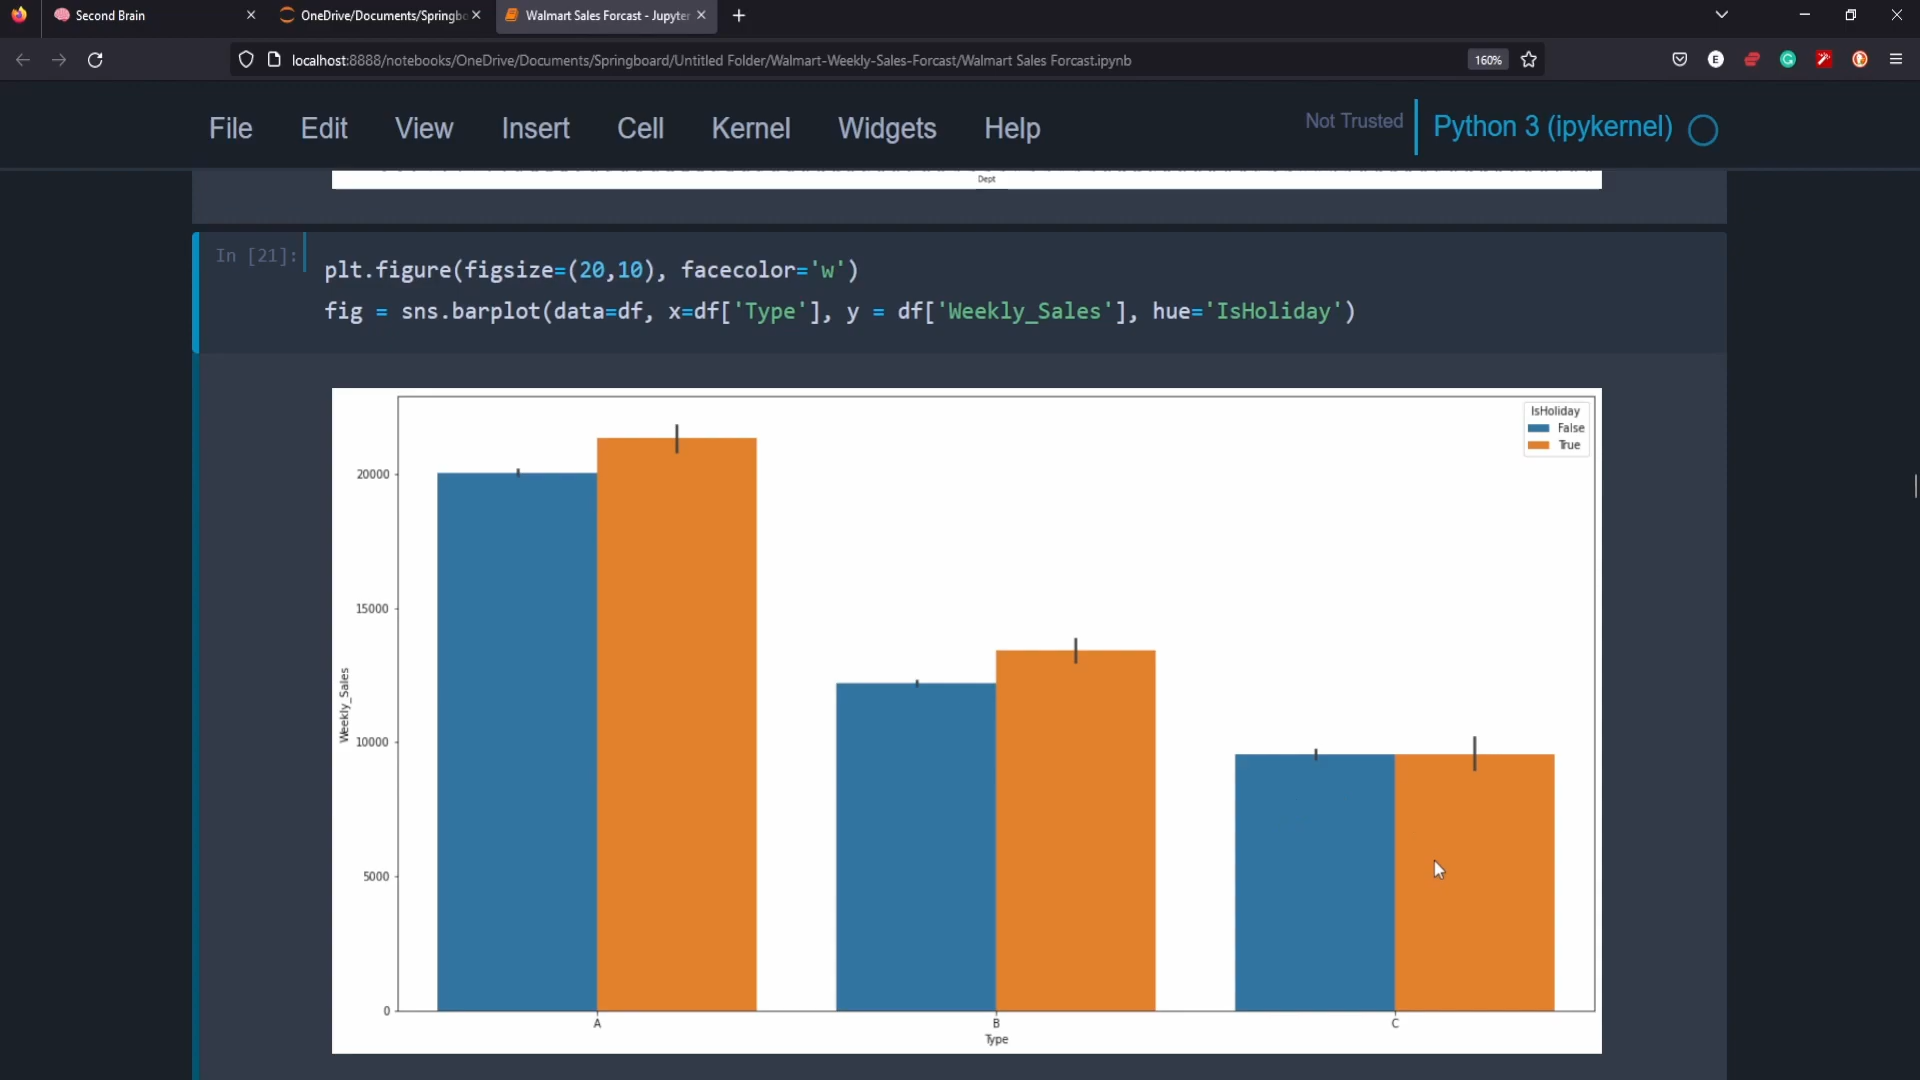 Second Brain
OneDrive/Documents/Springbo
Walmart Sales Forcast - Jupyter
localhost:8888/notebooks/OneDrive/Documents/Springboard/Untitled Folder/Walmart-Weekly-Sales-Forcast/Walmart Sales Forcast.ipynb
160%
E
File Edit View Insert Cell Kernel Widgets Help
Not Trusted
Python 3 (ipykernel)
Dept
In [21]:
plt.figure(figsize=(20,10), facecolor='w')
fig = sns.barplot(data=df, x=df['Type'], y = df['Weekly_Sales'], hue='IsHoliday')
IsHoliday
False
True
20000
15000
10000
5000
0
Weekly_Sales
A B C
Type